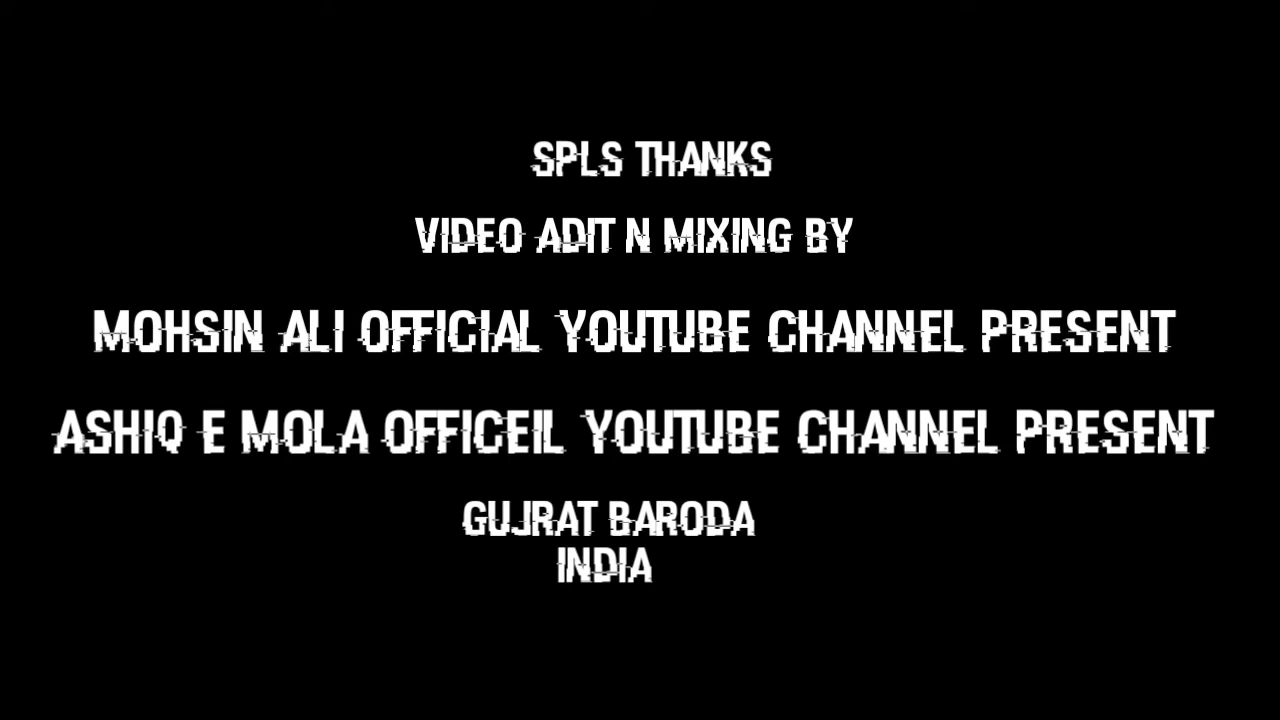 SPLS THANKS
VIDEO ADIT N MIXING BY
MOHSIN ALI OFFICIAL YOUTUBE CHANNEL PRESENT
ASHIQ E MOLA OFFICEIL YOUTUBE CHANNEL PRESENT
GUJRAT BARODA
INDIA